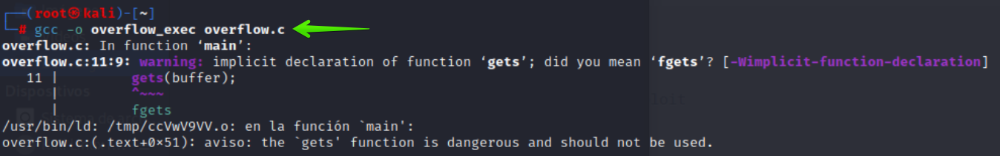 ┌──(root㉿kali)-[~]
└─# gcc -o overflow_exec overflow.c
overflow.c: In function ‘main’:
overflow.c:11:9: warning: implicit declaration of function ‘gets’; did you mean ‘fgets’? [-Wimplicit-function-declaration]
11 |         gets(buffer);
|         ^~~~
|         fgets
Dispositivos
/usr/bin/ld: /tmp/ccVwV9VV.o: en la función `main':
overflow.c:(.text+0×51): aviso: the `gets' function is dangerous and should not be used.